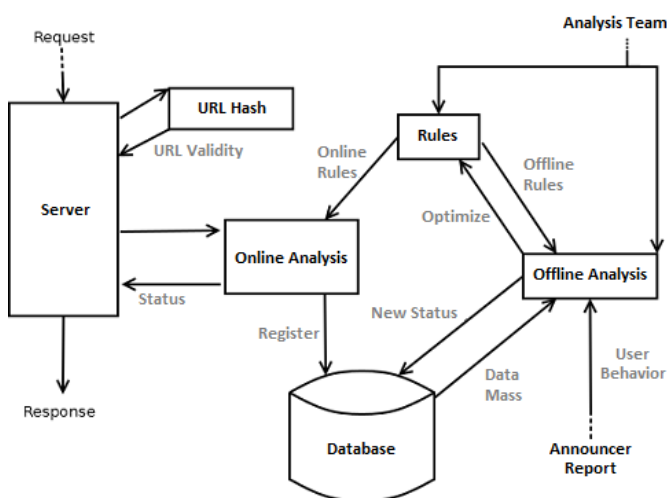 Analysis Team
Request
URL Hash
Rules
URL Validity
Online
Rules
Offline
Rules
Server
Optimize
Online Analysis
Offline Analysis
Status
Register
New Status
Data
Mass
User
Behavior
Response
Database
Announcer
Report